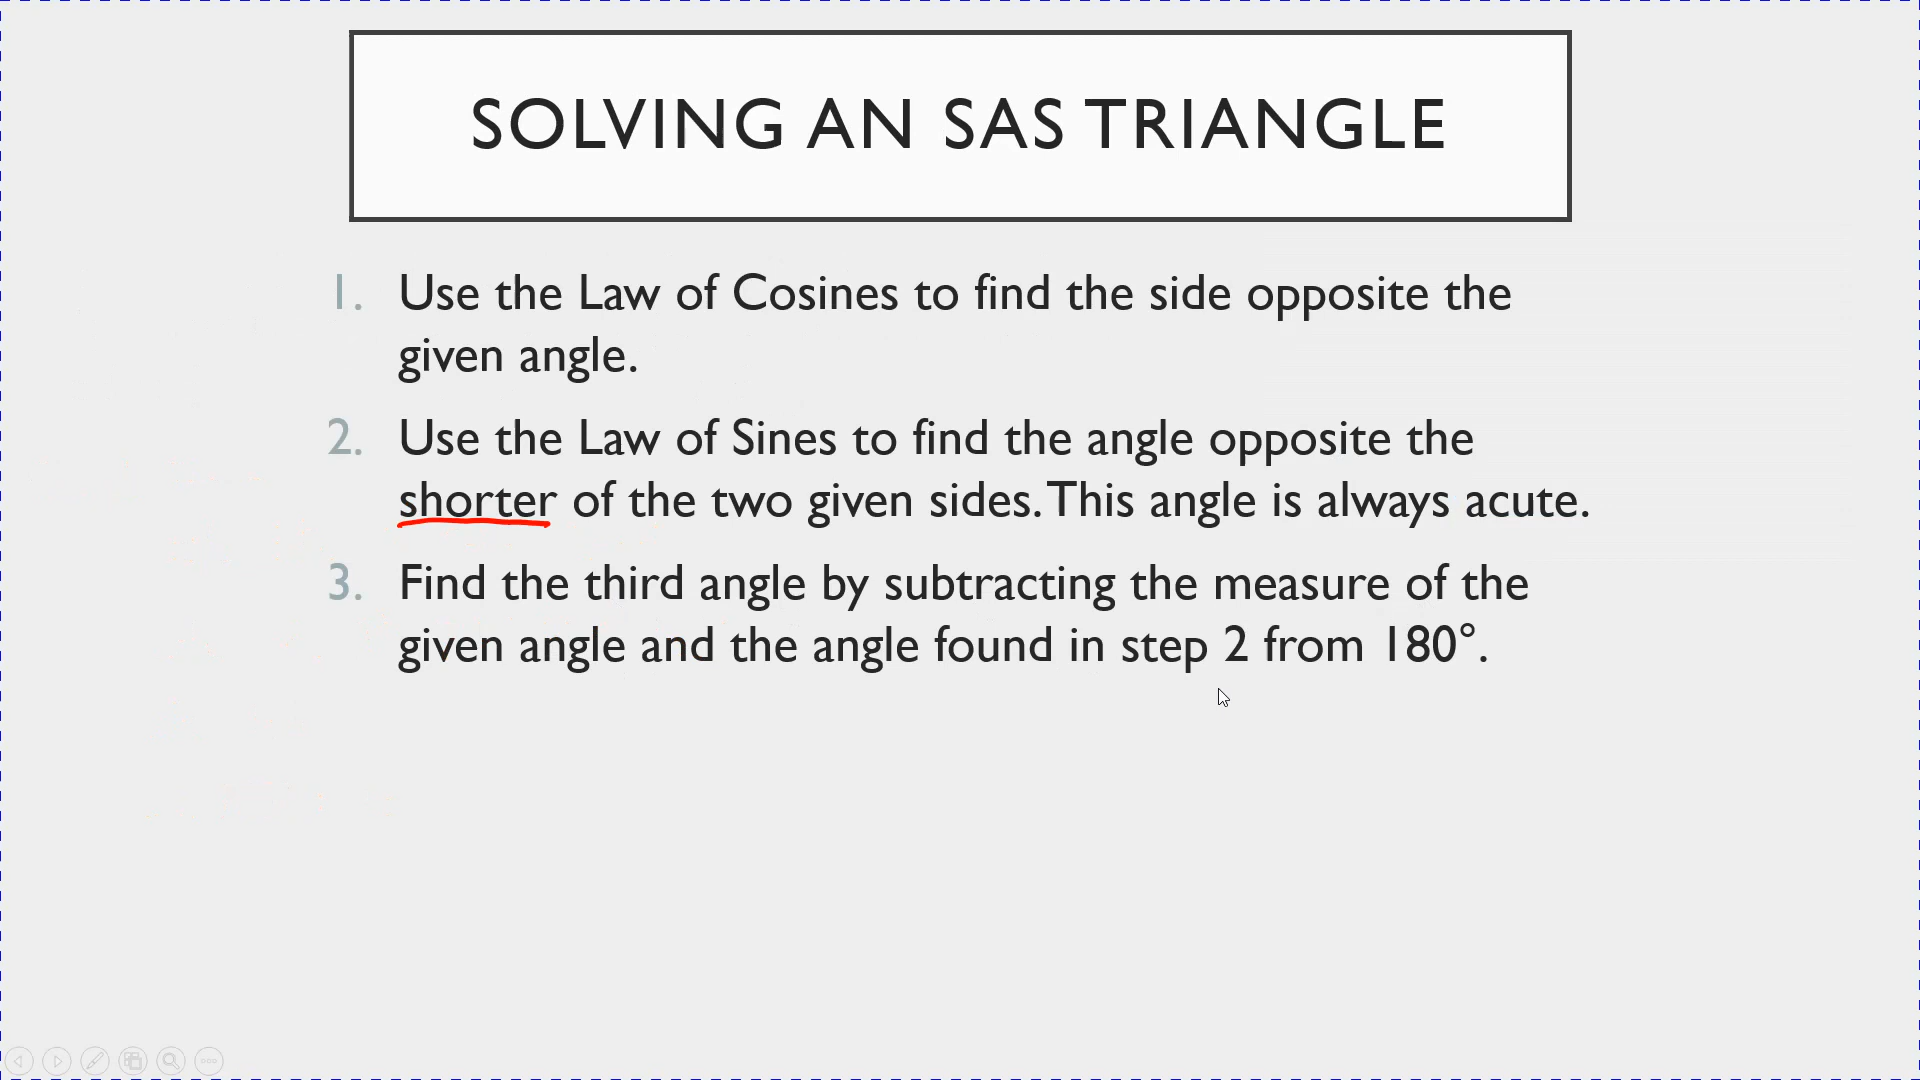 SOLVING AN SAS TRIANGLE
1. Use the Law of Cosines to find the side opposite the
given angle.
2. Use the Law of Sines to find the angle opposite the
shorter of the two given sides. This angle is always acute.
3. Find the third angle by subtracting the measure of the
given angle and the angle found in step 2 from 180°.